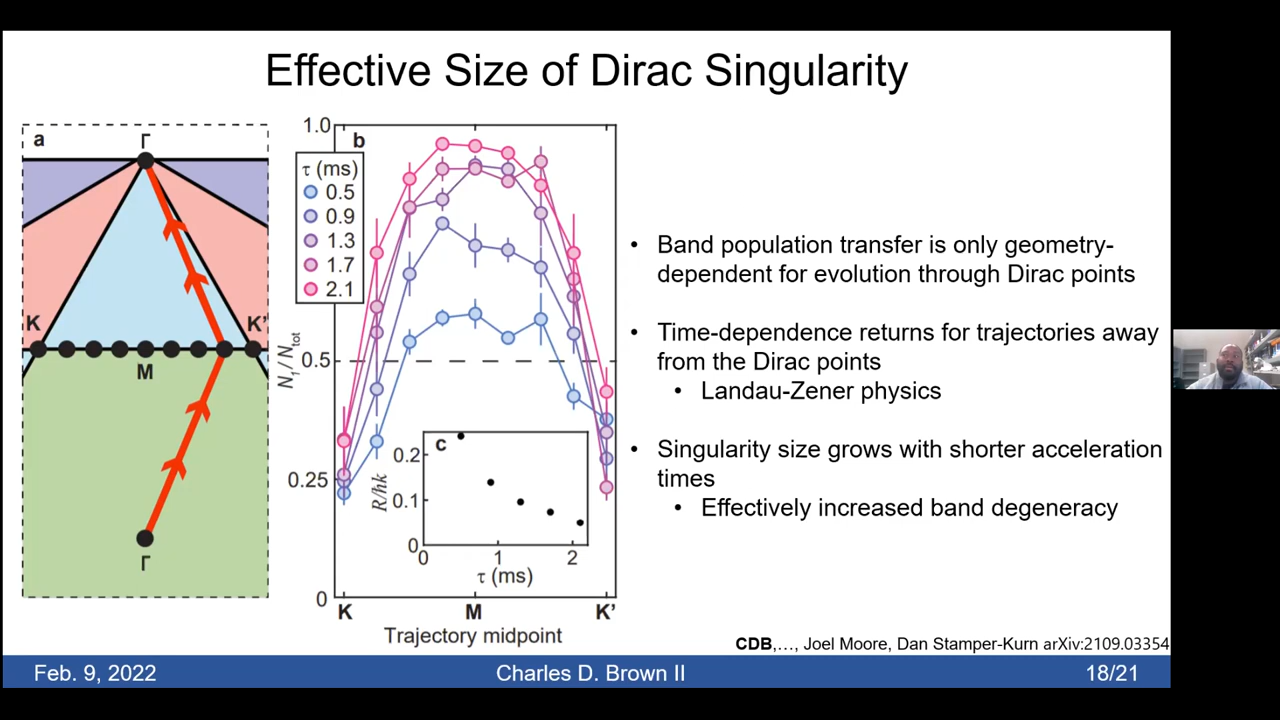 Effective Size of Dirac Singularity
a
Γ
K
K'
M
Γ
b
1.0
0.5
0.25
0
N1/Ntot
τ (ms)
0.5
0.9
1.3
1.7
2.1
c
0.2
0.1
0
R/ħk
0 1 2
τ (ms)
K M K'
Trajectory midpoint
• Band population transfer is only geometry-
dependent for evolution through Dirac points
• Time-dependence returns for trajectories away
from the Dirac points
• Landau-Zener physics
• Singularity size grows with shorter acceleration
times
• Effectively increased band degeneracy
CDB,…, Joel Moore, Dan Stamper-Kurn arXiv:2109.03354
Feb. 9, 2022 Charles D. Brown II 18/21